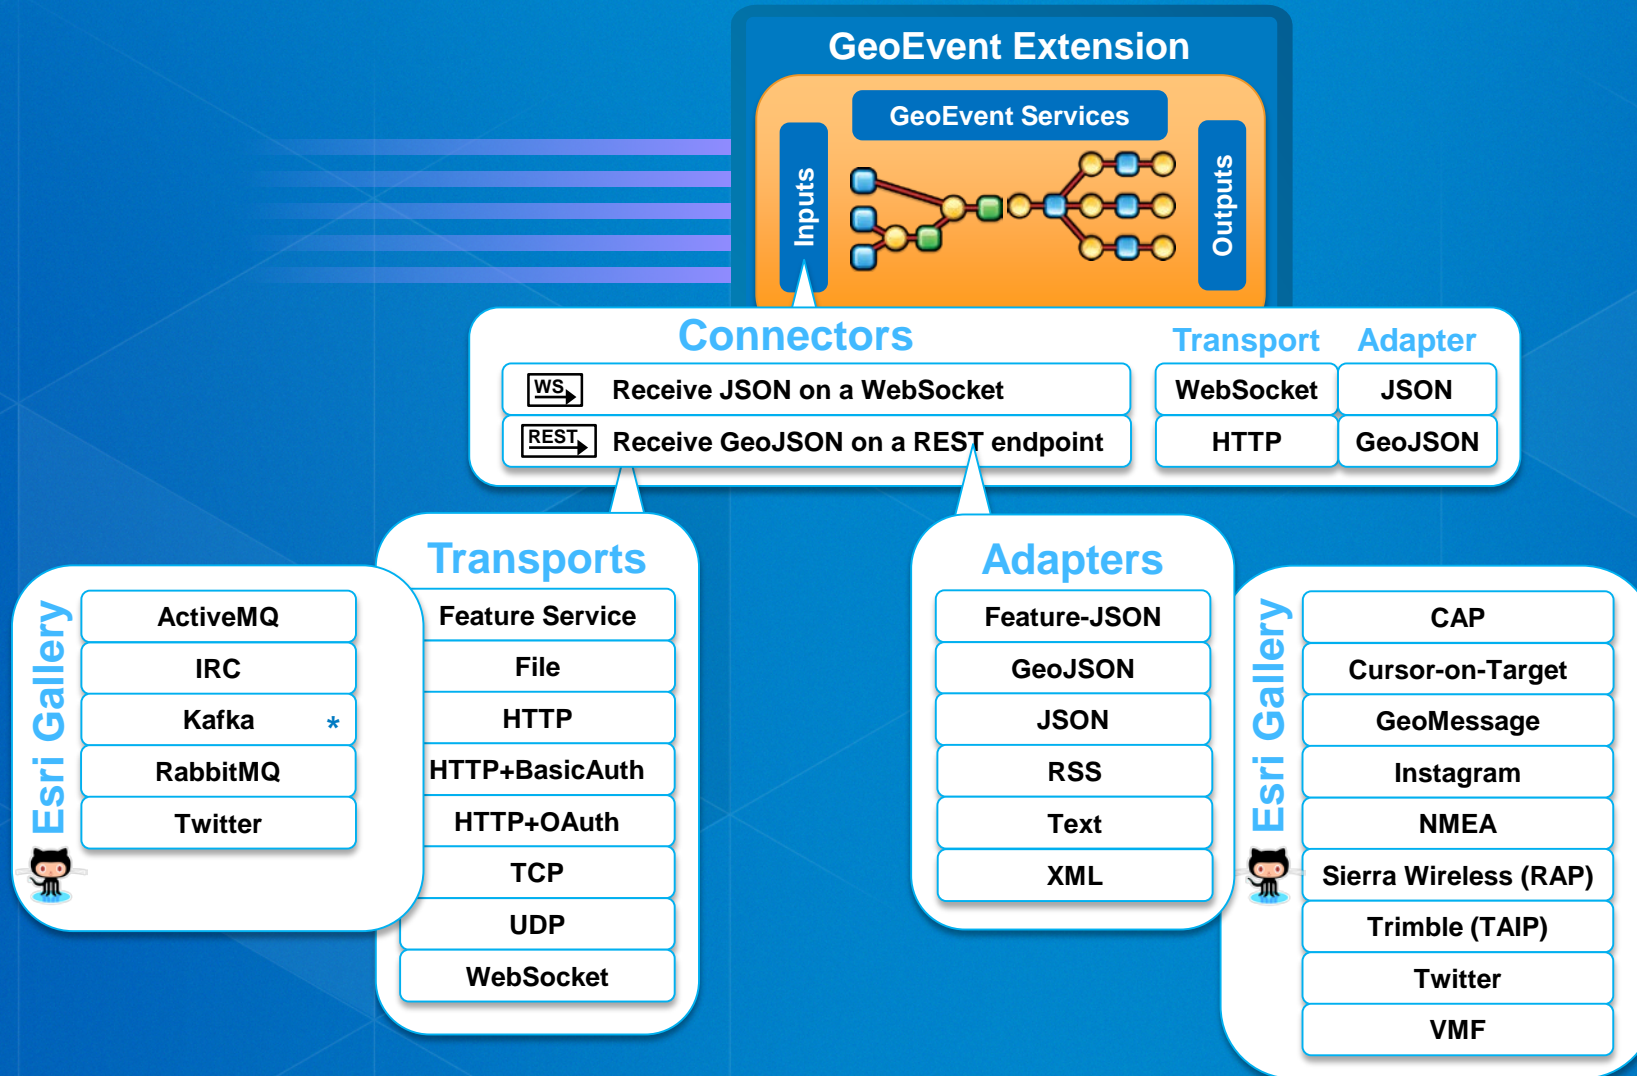 GeoEvent Extension
GeoEvent Services
Inputs
Outputs
Connectors
Transport
Adapter
WS
Receive JSON on a WebSocket
WebSocket
JSON
REST
Receive GeoJSON on a REST endpoint
HTTP
GeoJSON
Esri Gallery
ActiveMQ
IRC
Kafka *
RabbitMQ
Twitter
Transports
Feature Service
File
HTTP
HTTP+BasicAuth
HTTP+OAuth
TCP
UDP
WebSocket
Adapters
Feature-JSON
GeoJSON
JSON
RSS
Text
XML
Esri Gallery
CAP
Cursor-on-Target
GeoMessage
Instagram
NMEA
Sierra Wireless (RAP)
Trimble (TAIP)
Twitter
VMF